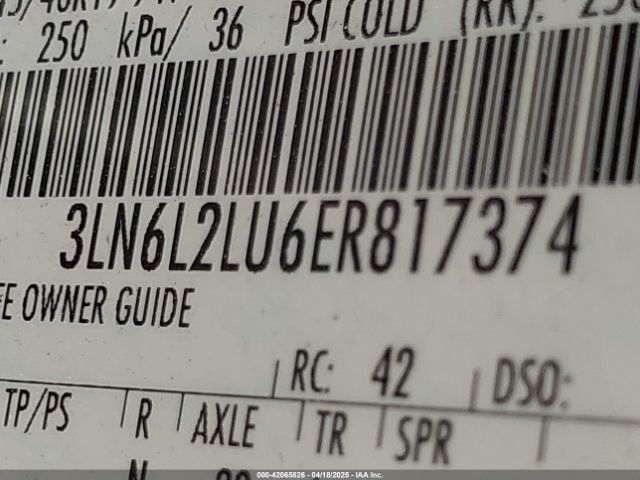 250 kPa/ 36 PSI COLD (RR):
3LN6L2LU6ER817374
OWNER GUIDE
RC: 42 DSO:
TP/PS R AXLE TR SPR
N
000-42065826 - 04/18/2025 - IAA Inc.